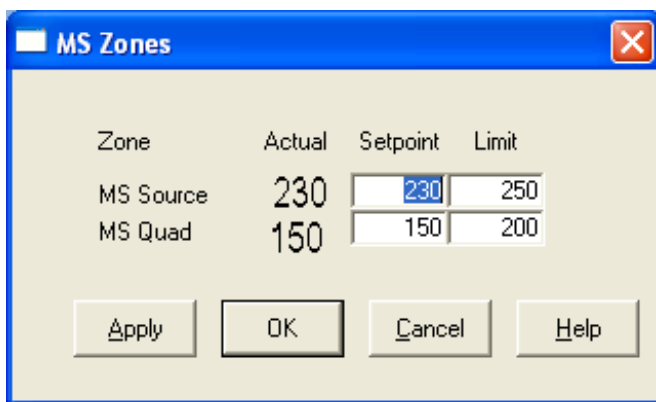 MS Zones
Zone Actual Setpoint Limit
MS Source 230 230 250
MS Quad 150 150 200
Apply OK Cancel Help